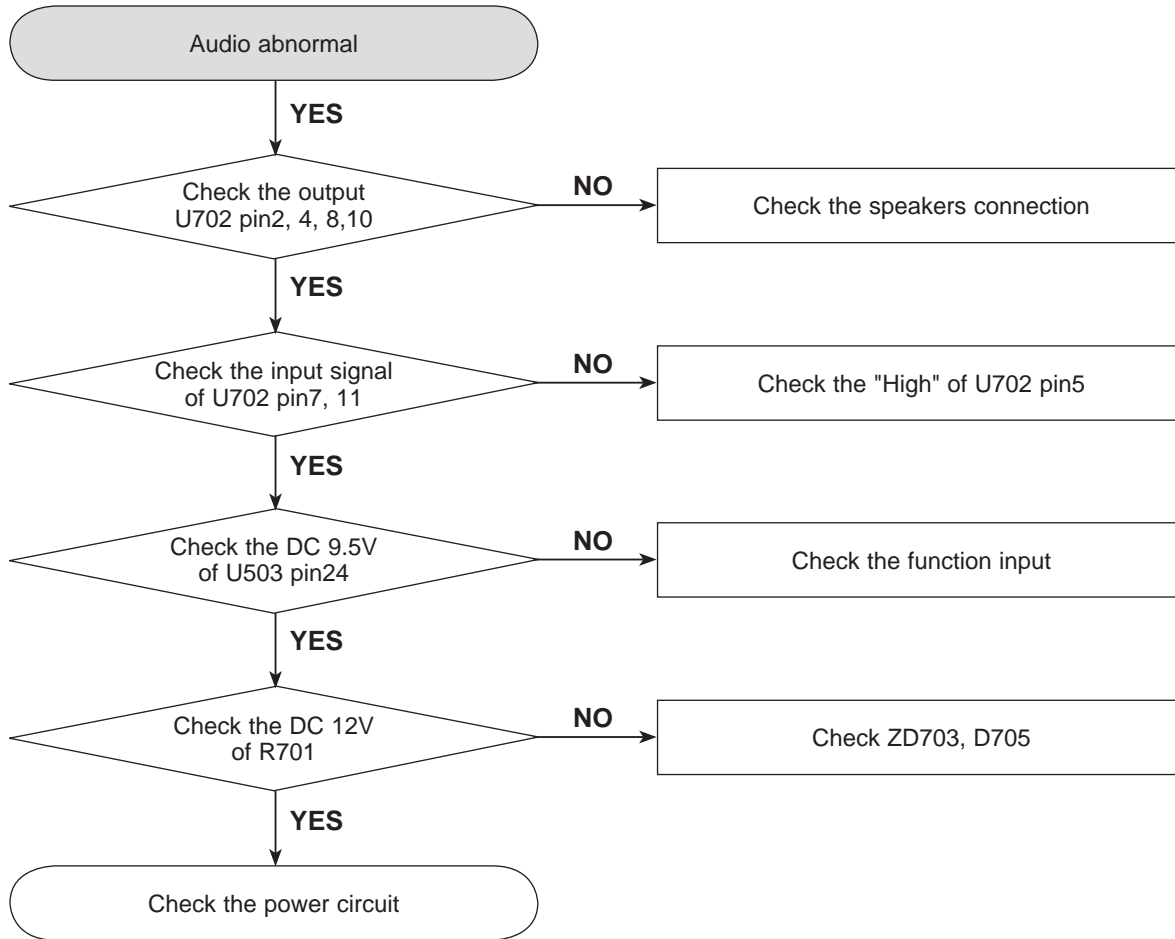 Audio abnormal
YES
Check the output
U702 pin2, 4, 8,10
NO
Check the speakers connection
YES
Check the input signal
of U702 pin7, 11
NO
Check the "High" of U702 pin5
YES
Check the DC 9.5V
of U503 pin24
NO
Check the function input
YES
Check the DC 12V
of R701
NO
Check ZD703, D705
YES
Check the power circuit